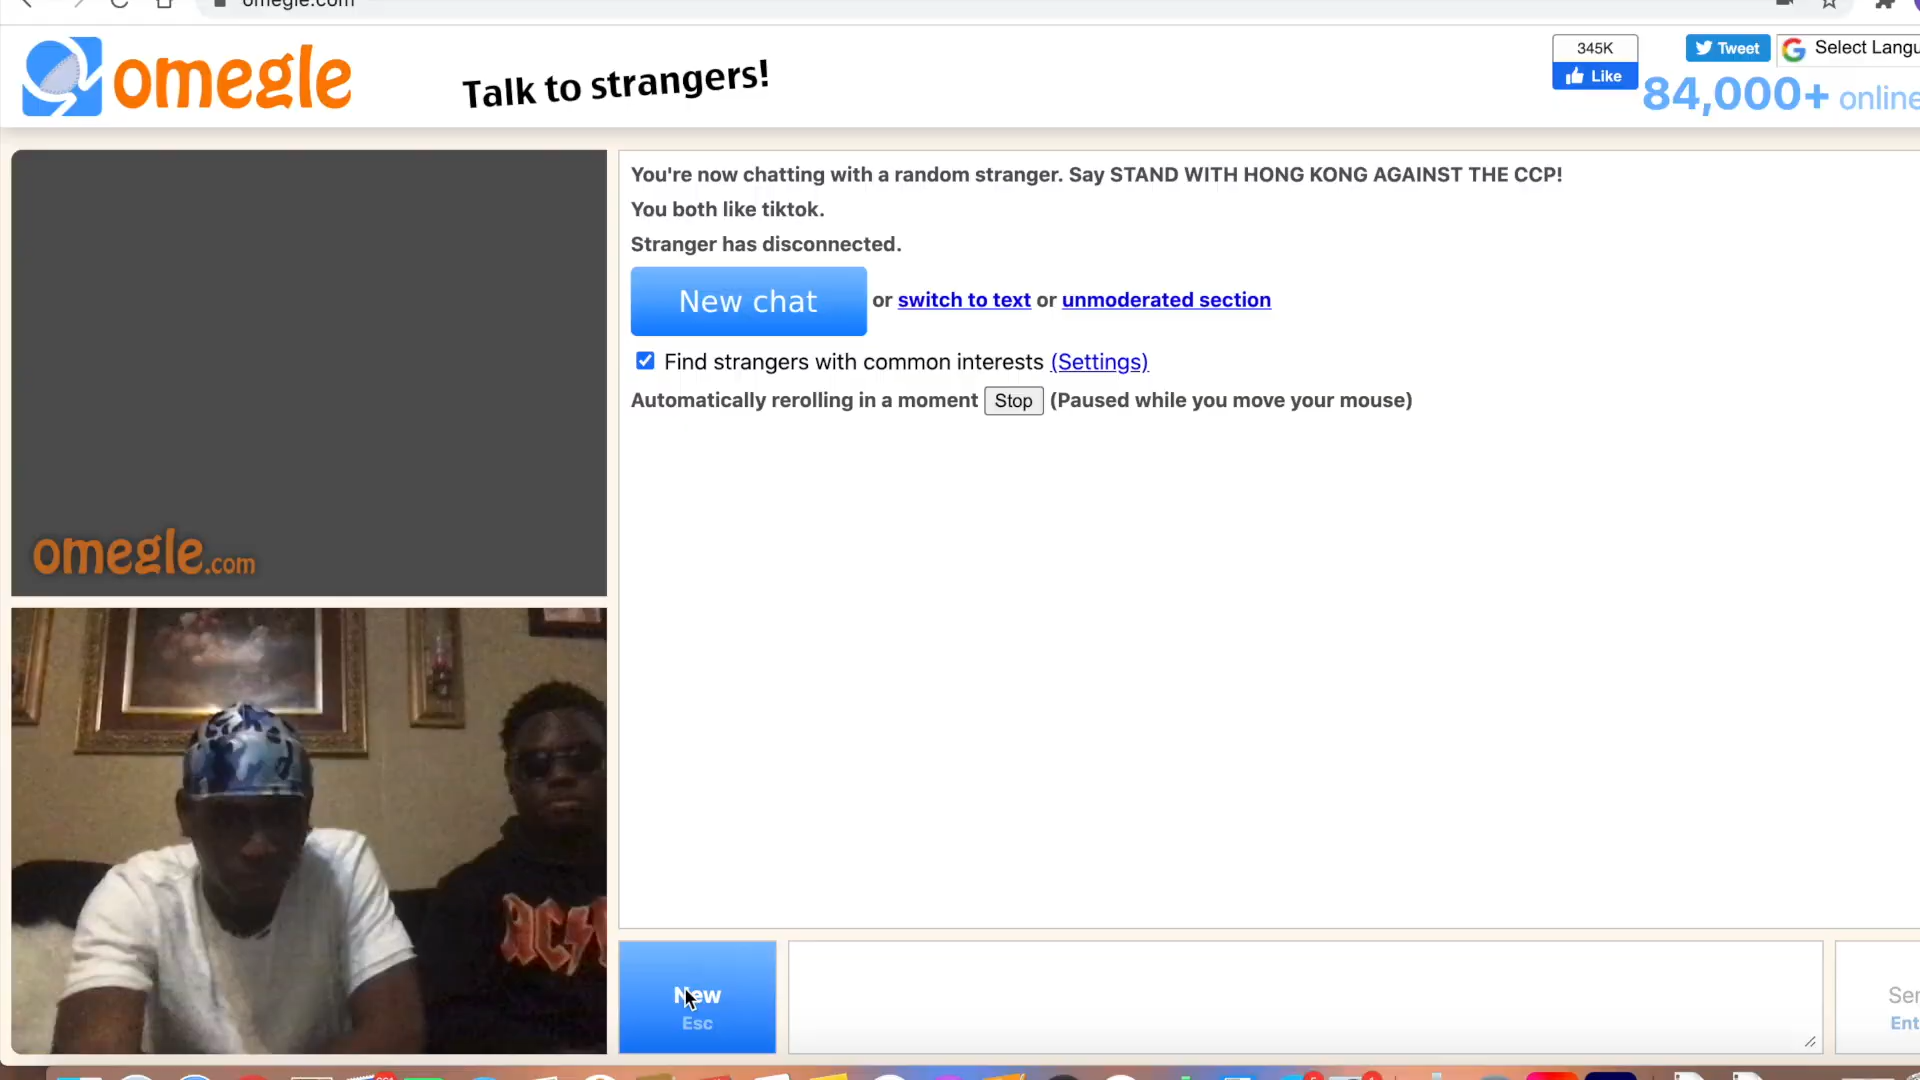 omegle.com
omegle
Talk to strangers!
345K
Like
Tweet
Select
84,000+ online
You're now chatting with a random stranger. Say STAND WITH HONG KONG AGAINST THE CCP!
You both like tiktok.
Stranger has disconnected.
New chat or switch to text or unmoderated section
Find strangers with common interests (Settings)
Automatically rerolling in a moment Stop (Paused while you move your mouse)
omegle.com
New
Esc